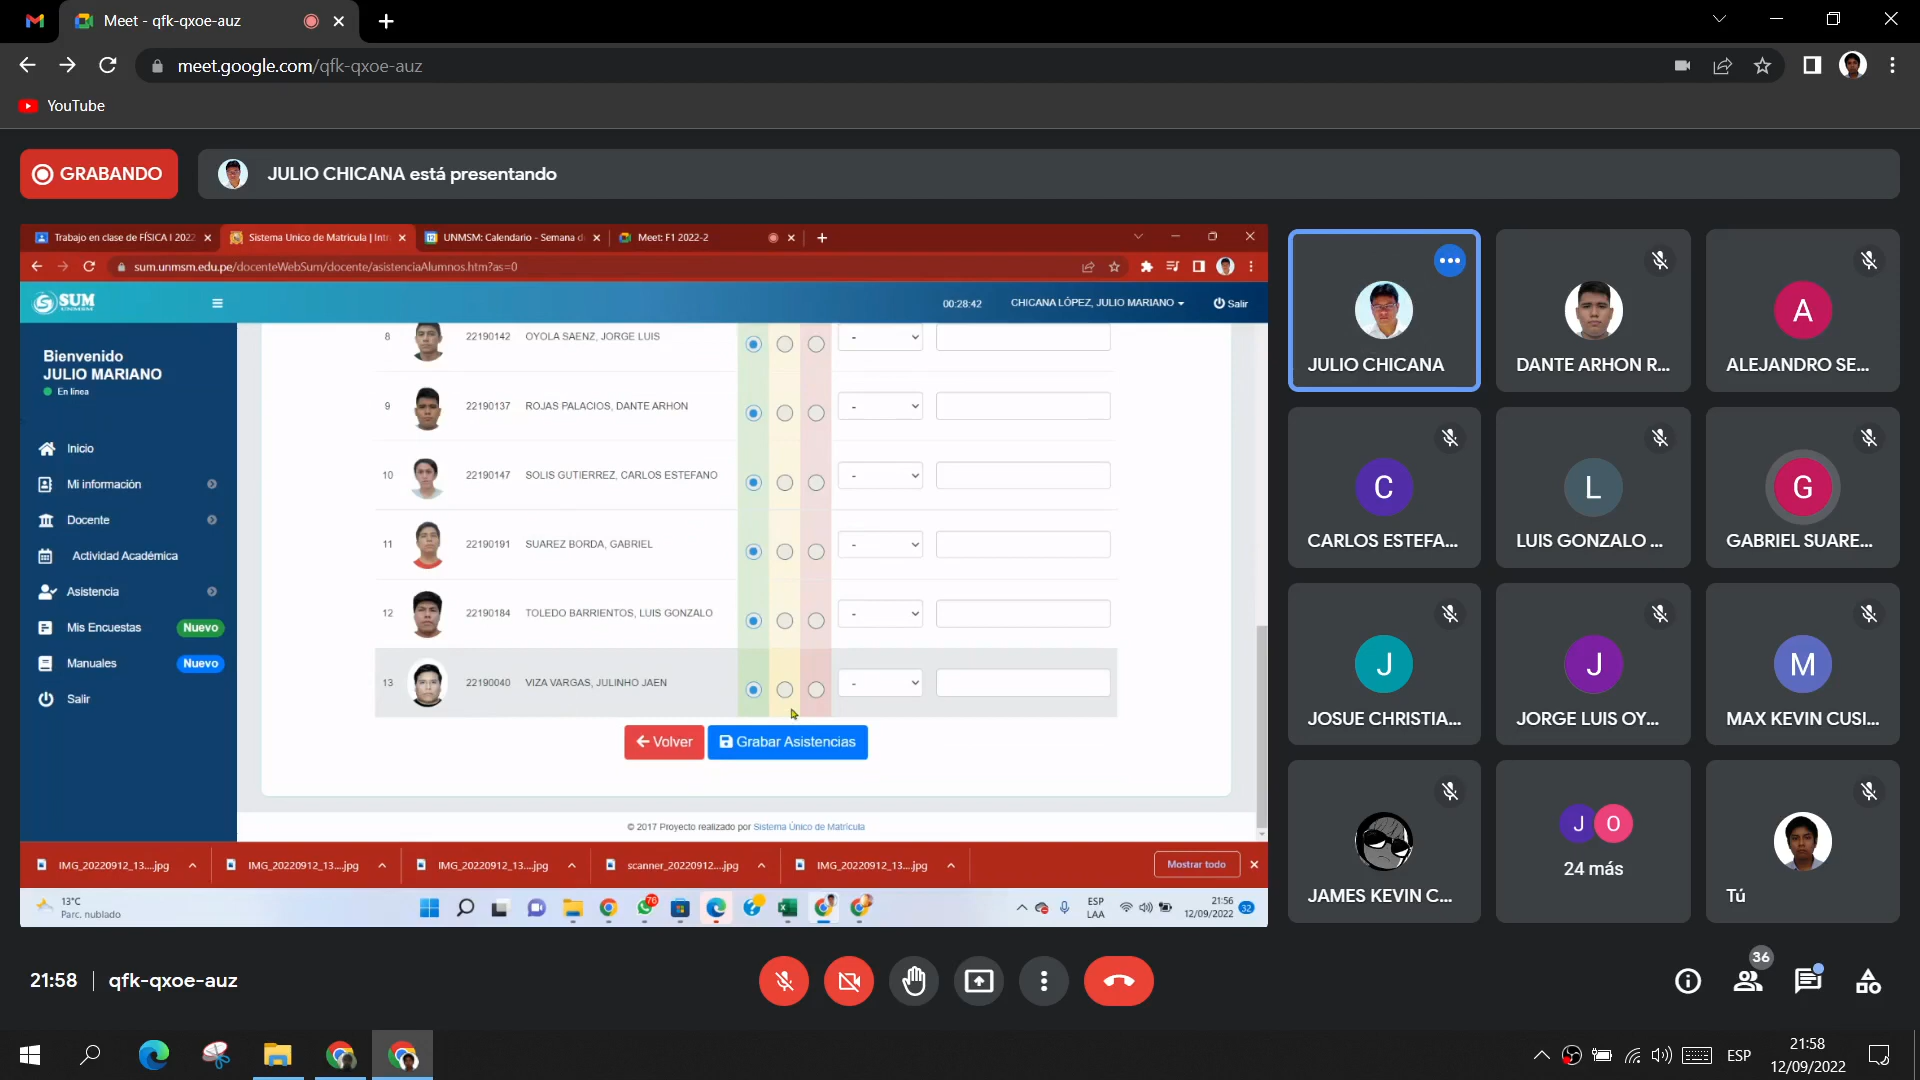 Meet - qfk-qxoe-auz
meet.google.com/qfk-qxoe-auz
YouTube
GRABANDO
JULIO CHICANA está presentando
Trabajo en clase de FÍSICA I 2022
Sistema Unico de Matricula | Intr
UNMSM: Calendario - Semana d
Meet: F1 2022-2
sum.unmsm.edu.pe/docenteWebSum/docente/asistenciaAlumnos.htm?as=0
SUM
UNMSM
00:28:42
CHICANA LÓPEZ, JULIO MARIANO
Salir
Bienvenido
JULIO MARIANO
En línea
Inicio
Mi información
Docente
Actividad Académica
Asistencia
Mis Encuestas
Nuevo
Manuales
Nuevo
Salir
8 22190142 OYOLA SAENZ, JORGE LUIS -
9 22190137 ROJAS PALACIOS, DANTE ARHON -
10 22190147 SOLIS GUTIERREZ, CARLOS ESTEFANO -
11 22190191 SUAREZ BORDA, GABRIEL -
12 22190184 TOLEDO BARRIENTOS, LUIS GONZALO -
13 22190040 VIZA VARGAS, JULINHO JAEN -
Volver
Grabar Asistencias
© 2017 Proyecto realizado por Sistema Único de Matrícula
IMG_20220912_13....jpg
IMG_20220912_13....jpg
IMG_20220912_13....jpg
scanner_20220912....jpg
IMG_20220912_13....jpg
Mostrar todo
13°C
Parc. nublado
76
ESP
LAA
21:56
12/09/2022
32
JULIO CHICANA
DANTE ARHON R...
A
ALEJANDRO SE...
C
CARLOS ESTEFA...
L
LUIS GONZALO ...
G
GABRIEL SUARE...
J
JOSUE CHRISTIA...
J
JORGE LUIS OY...
M
MAX KEVIN CUSI...
JAMES KEVIN C...
J
O
24 más
Tú
21:58
qfk-qxoe-auz
36
ESP
21:58
12/09/2022